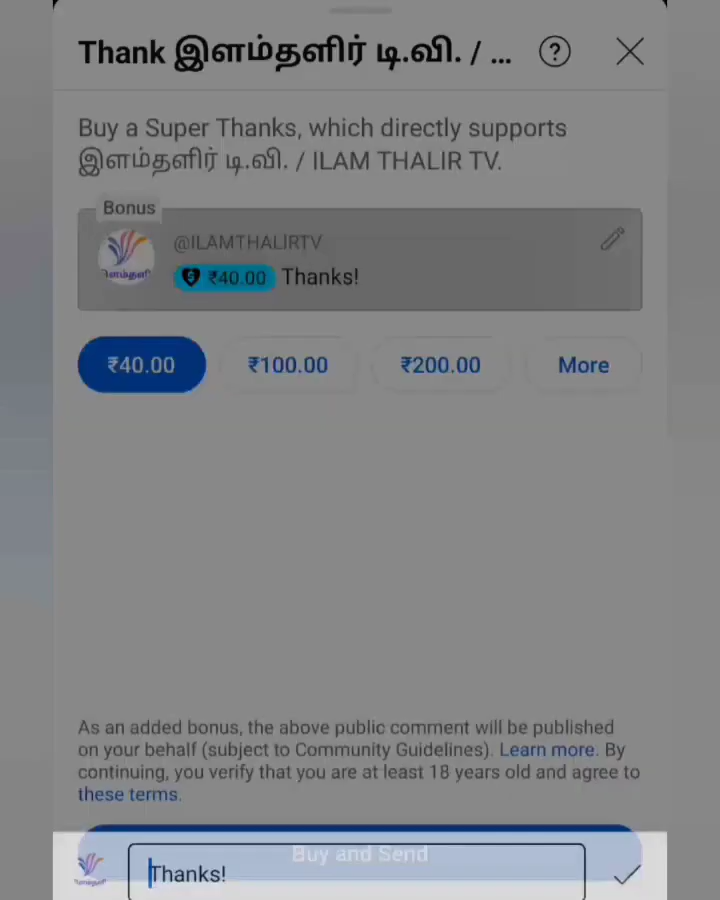 Thank இளம்தளிர் டி.வி. / ...
Buy a Super Thanks, which directly supports
இளம்தளிர் டி.வி. / ILAM THALIR TV.
Bonus
@ILAMTHALIRTV
₹40.00 Thanks!
₹40.00 ₹100.00 ₹200.00 More
As an added bonus, the above public comment will be published
on your behalf (subject to Community Guidelines). Learn more. By
continuing, you verify that you are at least 18 years old and agree to
these terms.
Buy and Send
Thanks!